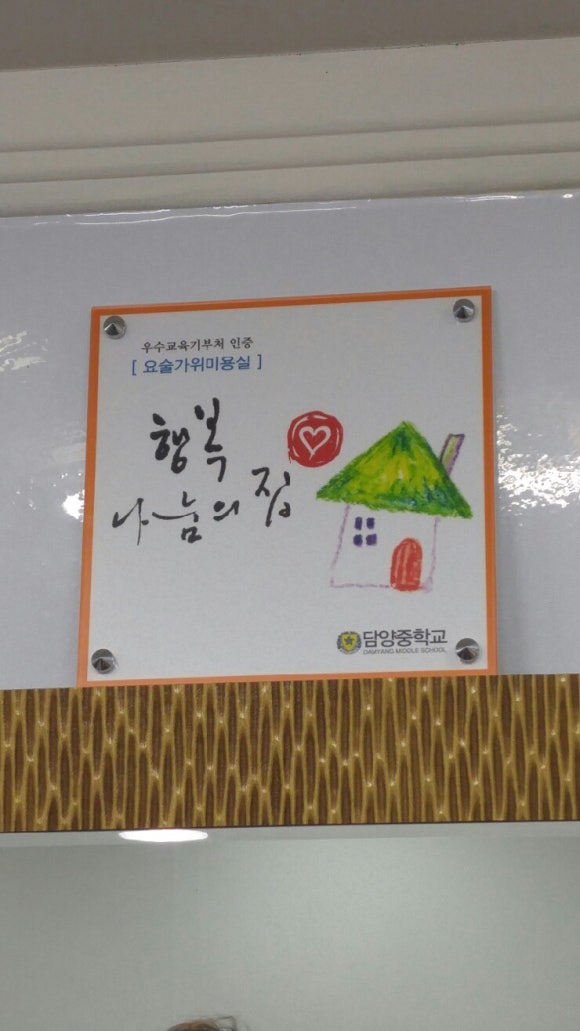 우수교육기부처 인증
[ 요술가위미용실 ]
행복
나눔의 집
담양중학교
DAMYANG MIDDLE SCHOOL